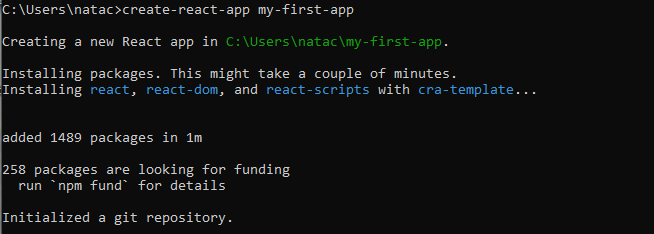 C:\Users\natac>create-react-app my-first-app
Creating a new React app in C:\Users\natac\my-first-app.
Installing packages. This might take a couple of minutes.
Installing react, react-dom, and react-scripts with cra-template...
added 1489 packages in 1m
258 packages are looking for funding
  run `npm fund` for details
Initialized a git repository.